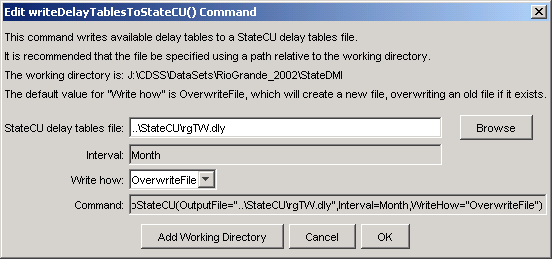 Edit writeDelayTablesToStateCU() Command
This command writes available delay tables to a StateCU delay tables file.
It is recommended that the file be specified using a path relative to the working directory.
The working directory is: J:\CDSS\DataSets\RioGrande_2002\StateDMI
The default value for "Write how" is OverwriteFile, which will create a new file, overwriting an old file if it exists.
StateCU delay tables file: ..\StateCU\rgTW.dly Browse
Interval: Month
Write how: OverwriteFile
Command: oStateCU(OutputFile="..\StateCU\rgTW.dly",Interval=Month,WriteHow="OverwriteFile")
Add Working Directory Cancel OK